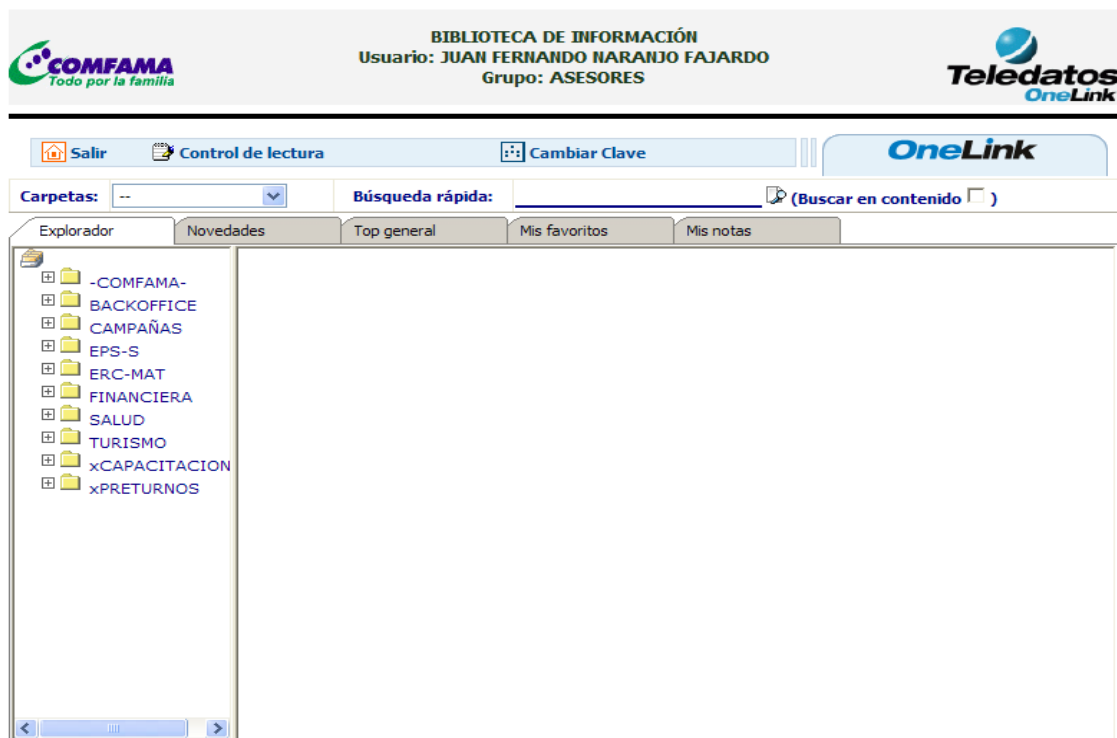 COMFAMA
Todo por la familia
BIBLIOTECA DE INFORMACIÓN
Usuario: JUAN FERNANDO NARANJO FAJARDO
Grupo: ASESORES
Teledatos
OneLink
Salir Control de lectura Cambiar Clave OneLink
Carpetas: -- Búsqueda rápida: (Buscar en contenido )
Explorador Novedades Top general Mis favoritos Mis notas
-COMFAMA-
BACKOFFICE
CAMPAÑAS
EPS-S
ERC-MAT
FINANCIERA
SALUD
TURISMO
xCAPACITACION
xPRETURNOS